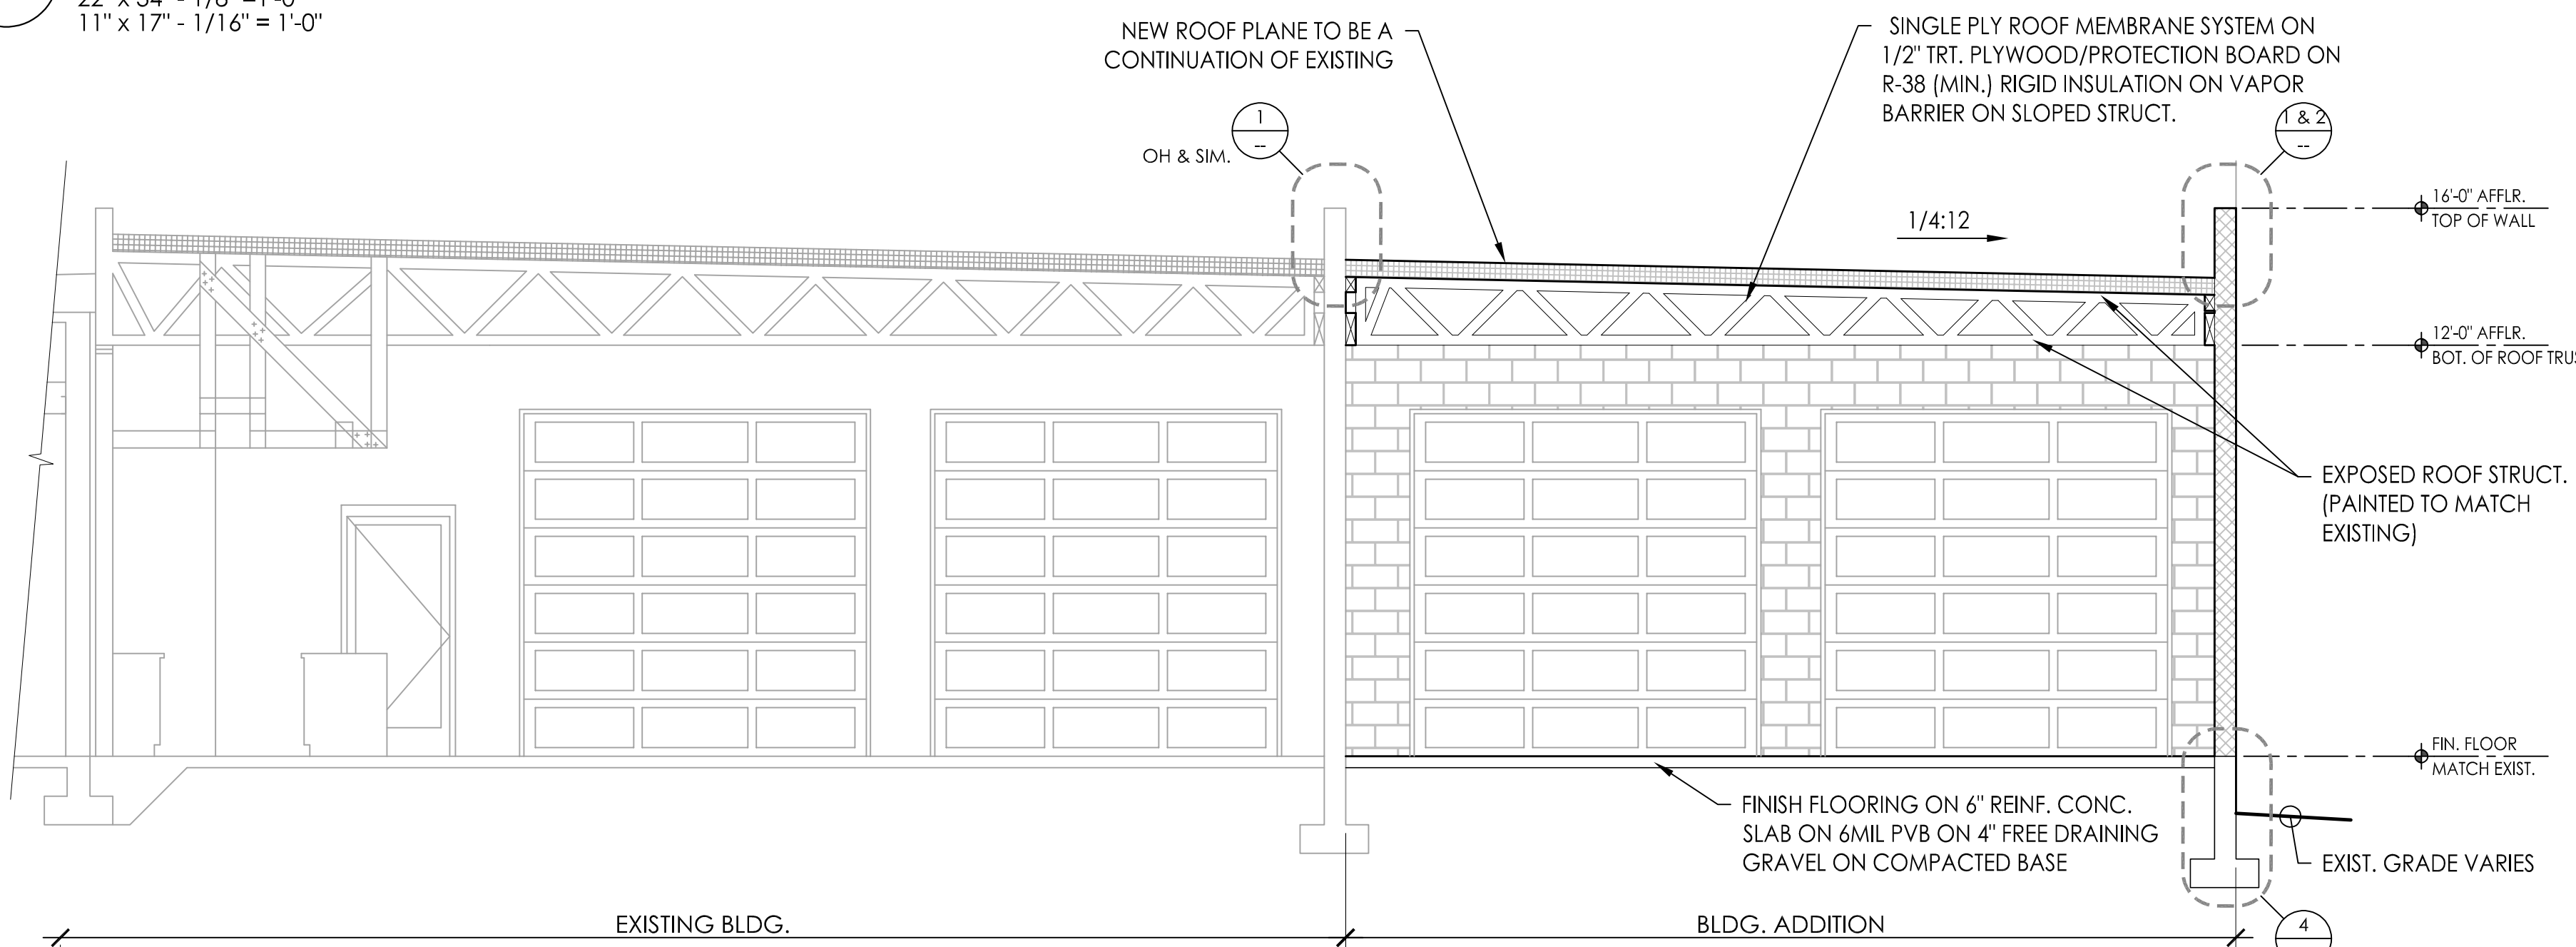 11" x 17" - 1/16" = 1'-0"
NEW ROOF PLANE TO BE A
CONTINUATION OF EXISTING
SINGLE PLY ROOF MEMBRANE SYSTEM ON
1/2" TRT. PLYWOOD/PROTECTION BOARD ON
R-38 (MIN.) RIGID INSULATION ON VAPOR
BARRIER ON SLOPED STRUCT.
1
--
OH & SIM.
1 & 2
--
1/4:12
16'-0" AFFLR.
TOP OF WALL
12'-0" AFFLR.
BOT. OF ROOF
EXPOSED ROOF STRUCT.
(PAINTED TO MATCH
EXISTING)
FIN. FLOOR
MATCH EXIST.
FINISH FLOORING ON 6" REINF. CONC.
SLAB ON 6MIL PVB ON 4" FREE DRAINING
GRAVEL ON COMPACTED BASE
EXIST. GRADE VARIES
EXISTING BLDG.
BLDG. ADDITION
4